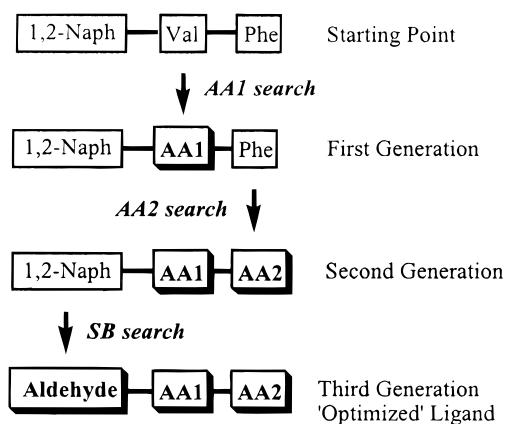 1,2-Naph Val Phe Starting Point
AA1 search
1,2-Naph AA1 Phe First Generation
AA2 search
1,2-Naph AA1 AA2 Second Generation
SB search
Aldehyde AA1 AA2 Third Generation
'Optimized' Ligand